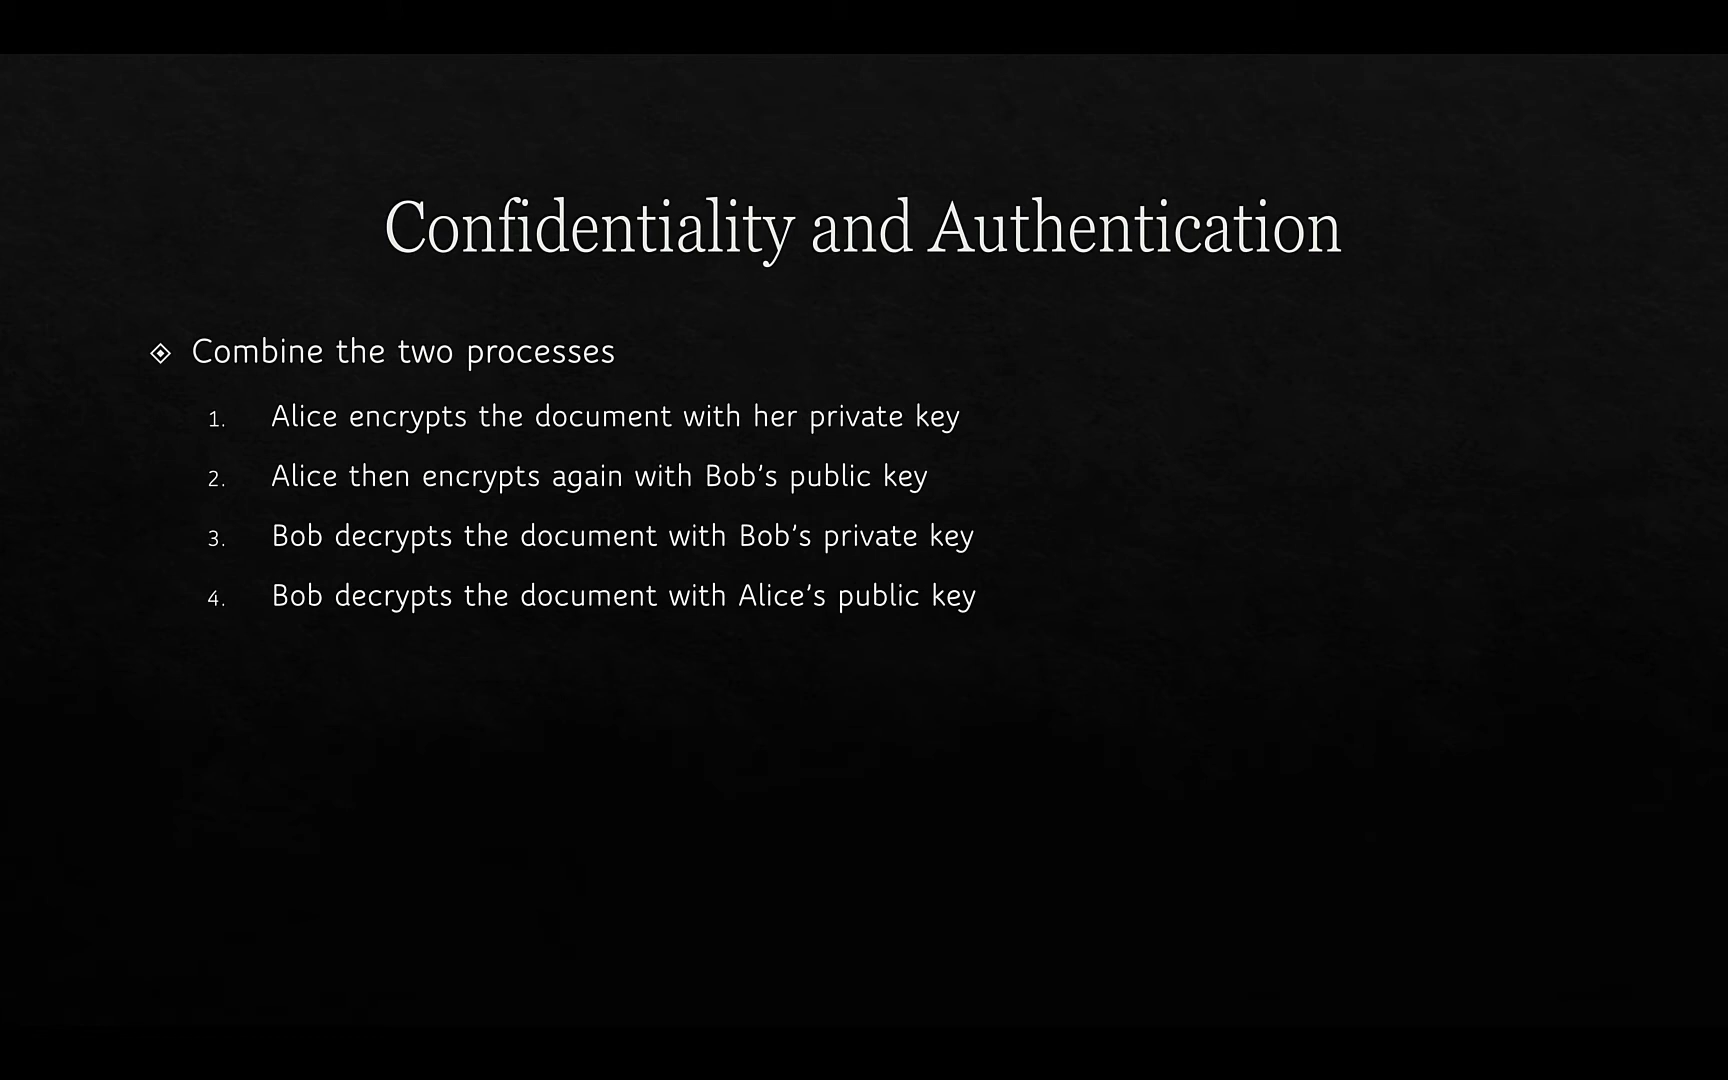 Confidentiality and Authentication
Combine the two processes
1. Alice encrypts the document with her private key
2. Alice then encrypts again with Bob's public key
3. Bob decrypts the document with Bob's private key
4. Bob decrypts the document with Alice's public key